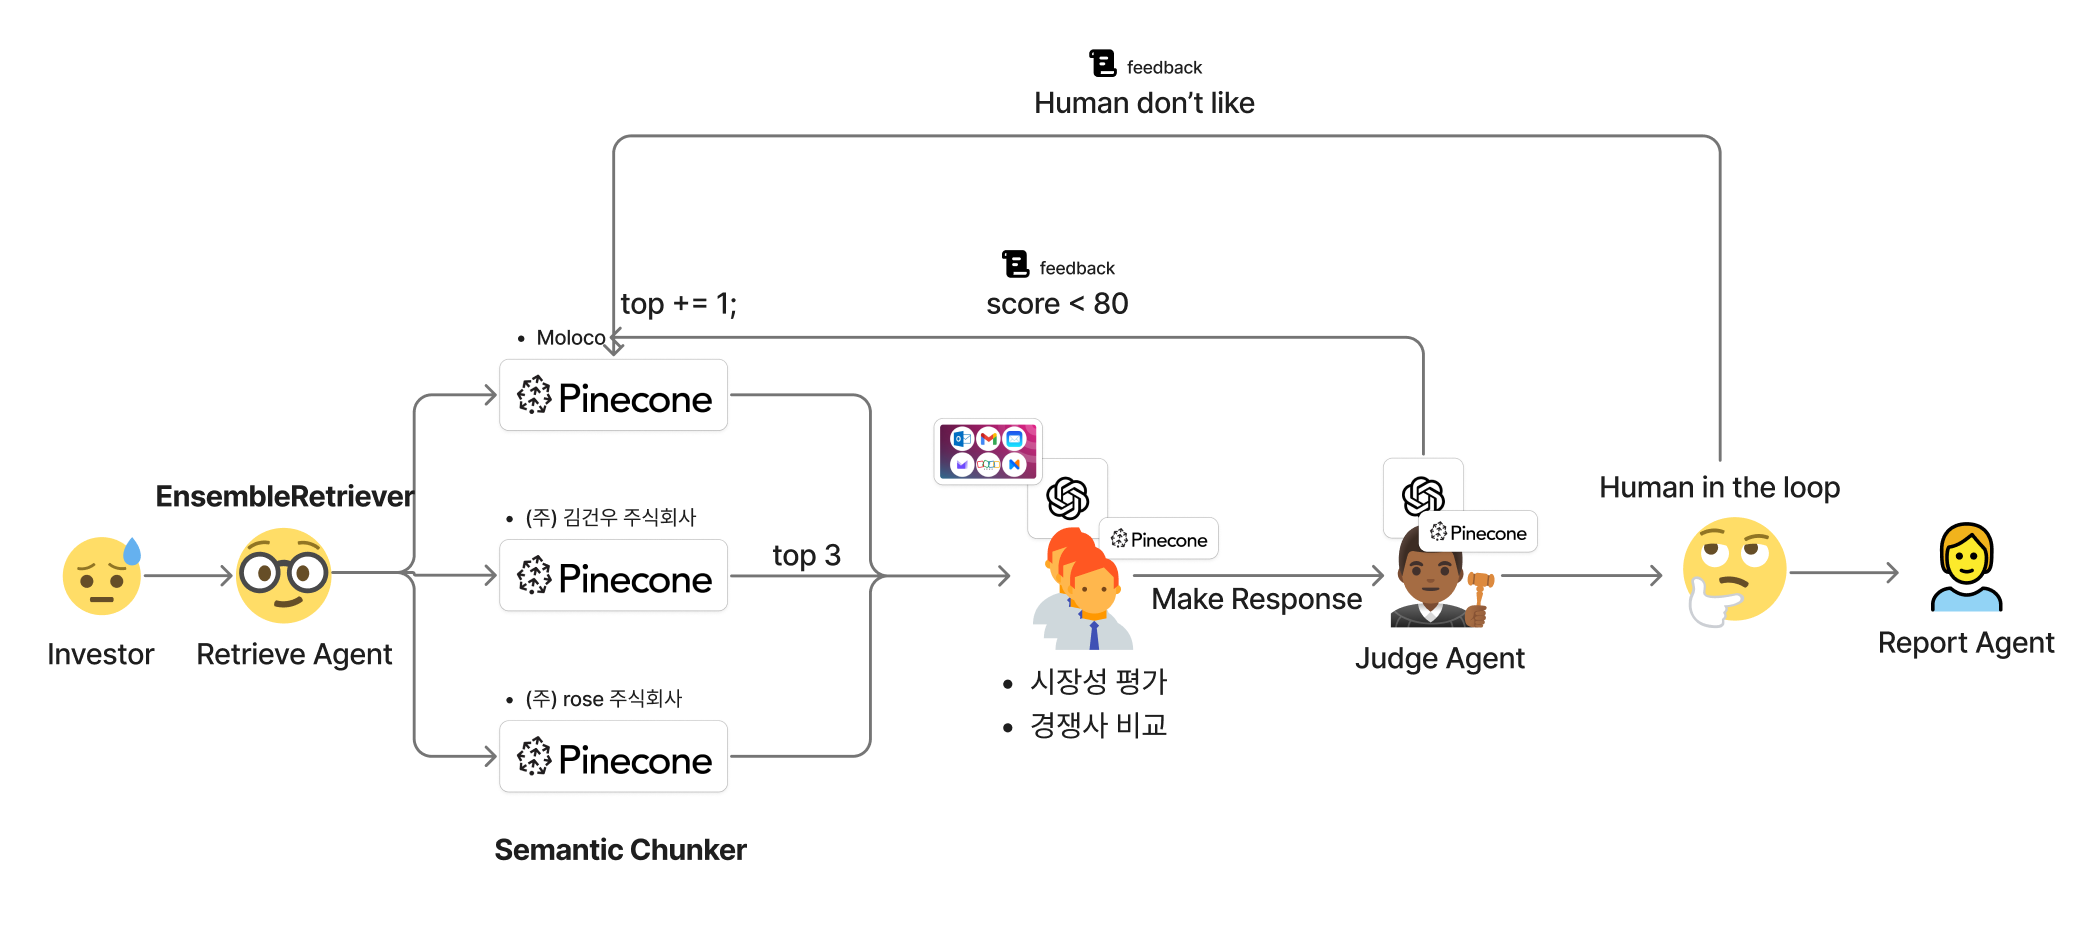 feedback
Human don’t like
feedback
top += 1;
score < 80
• Moloco
Pinecone
EnsembleRetriever
• (주) 김건우 주식회사
Pinecone
top 3
Pinecone
Pinecone
Human in the loop
Make Response
Investor
Retrieve Agent
Judge Agent
Report Agent
• (주) rose 주식회사
Pinecone
• 시장성 평가
• 경쟁사 비교
Semantic Chunker